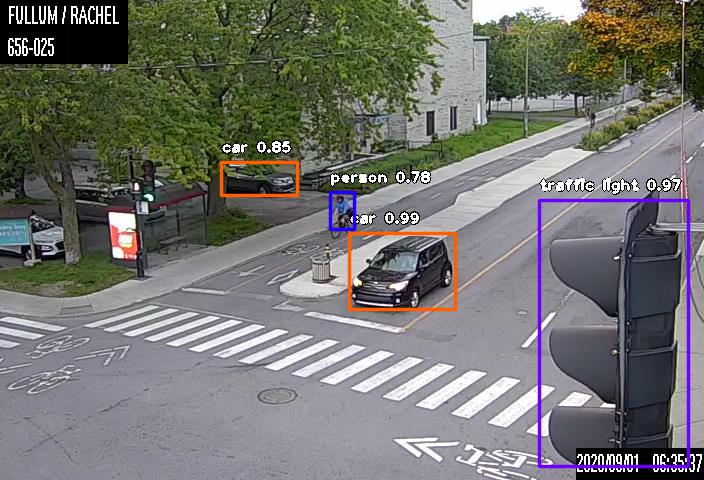 FULLUM / RACHEL
656-025
car 0.85
person 0.78
traffic light 0.97
car 0.99
2020/09/01 06:35:37